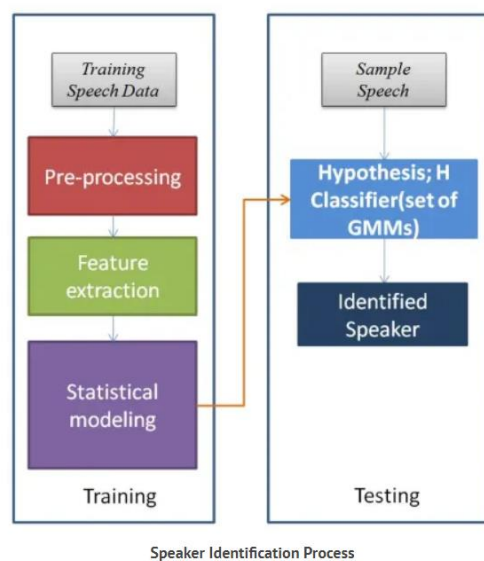 Training
Speech Data
Pre-processing
Feature
extraction
Statistical
modeling
Training
Sample
Speech
Hypothesis; H
Classifier(set of
GMMs)
Identified
Speaker
Testing
Speaker Identification Process